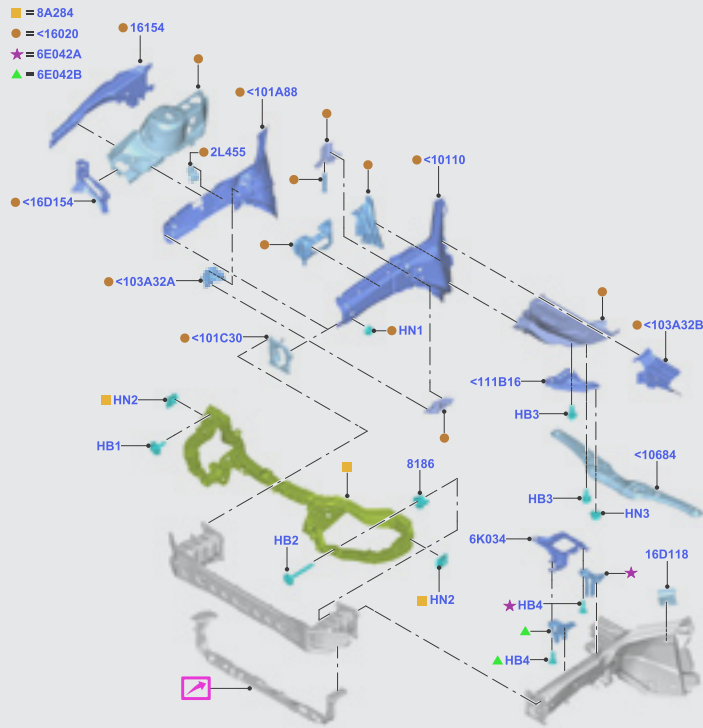 = 8A284
= <16020
= 6E042A
= 6E042B
16154
<101A88
2L455
<10110
<16D154
<103A32A
HN1
<101C30
<103A32B
<111B16
HN2
HB3
HB1
8186
<10684
HB3
HN3
HB2
6K034
16D118
HN2
HB4
HB4